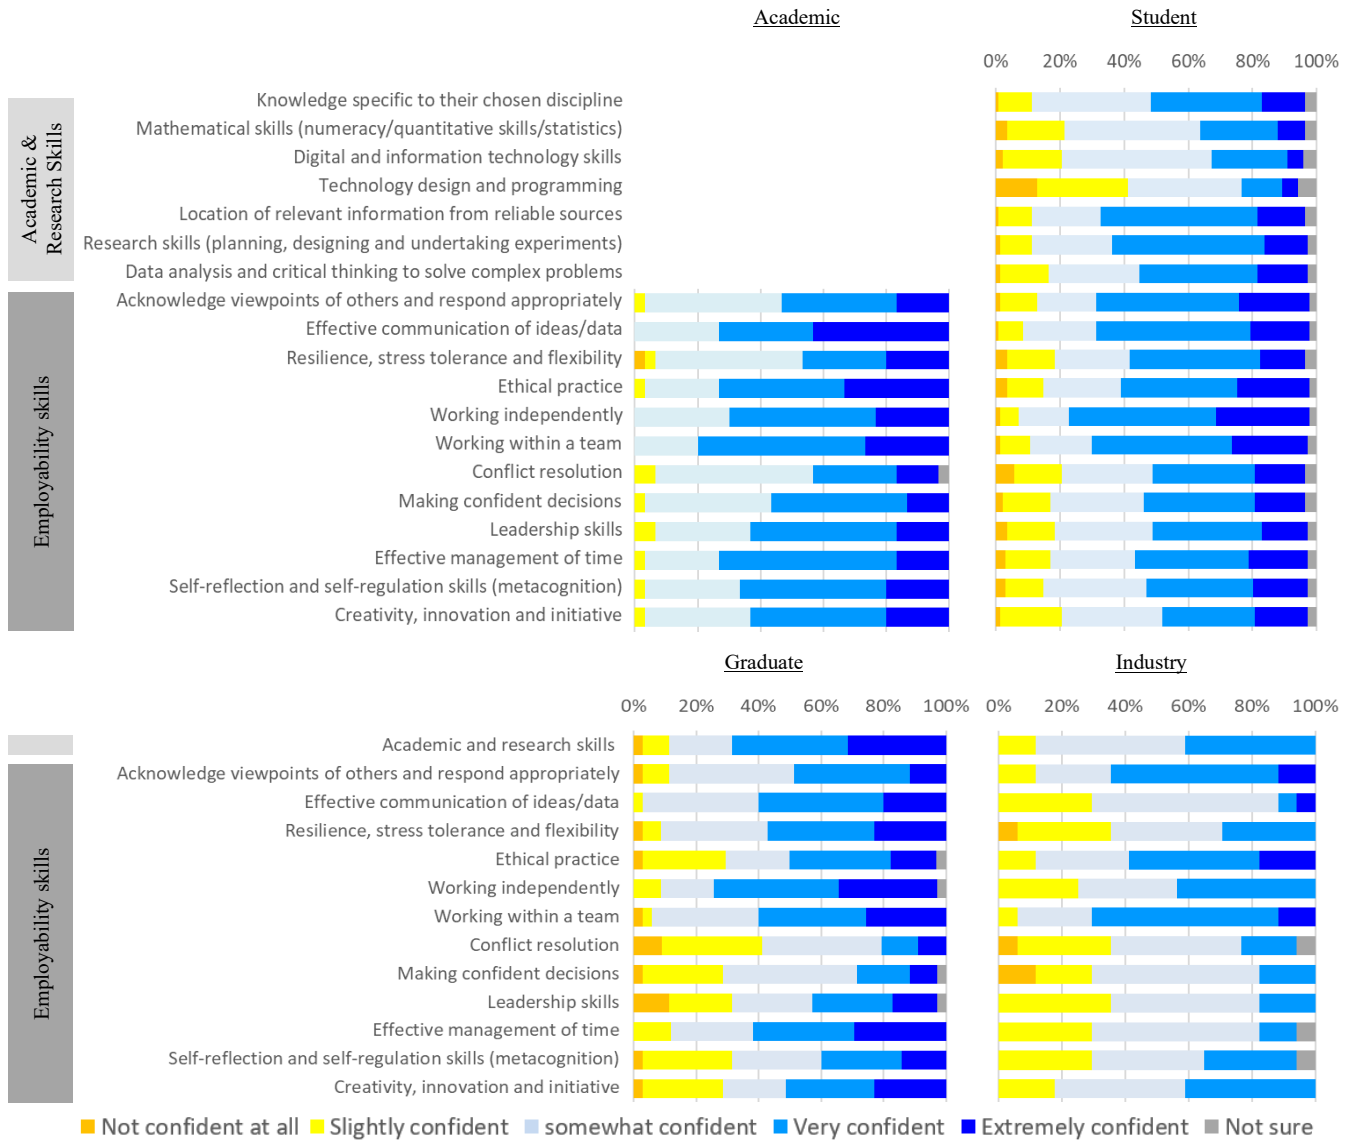 Academic
Student
0% 20% 40% 60% 80% 100%
Academic &
Research Skills
Knowledge specific to their chosen discipline
Mathematical skills (numeracy/quantitative skills/statistics)
Digital and information technology skills
Technology design and programming
Location of relevant information from reliable sources
Research skills (planning, designing and undertaking experiments)
Data analysis and critical thinking to solve complex problems
Employability skills
Acknowledge viewpoints of others and respond appropriately
Effective communication of ideas/data
Resilience, stress tolerance and flexibility
Ethical practice
Working independently
Working within a team
Conflict resolution
Making confident decisions
Leadership skills
Effective management of time
Self-reflection and self-regulation skills (metacognition)
Creativity, innovation and initiative
Graduate
Industry
0% 20% 40% 60% 80% 100%
0% 20% 40% 60% 80% 100%
Academic and research skills
Employability skills
Acknowledge viewpoints of others and respond appropriately
Effective communication of ideas/data
Resilience, stress tolerance and flexibility
Ethical practice
Working independently
Working within a team
Conflict resolution
Making confident decisions
Leadership skills
Effective management of time
Self-reflection and self-regulation skills (metacognition)
Creativity, innovation and initiative
Not confident at all Slightly confident somewhat confident Very confident Extremely confident Not sure